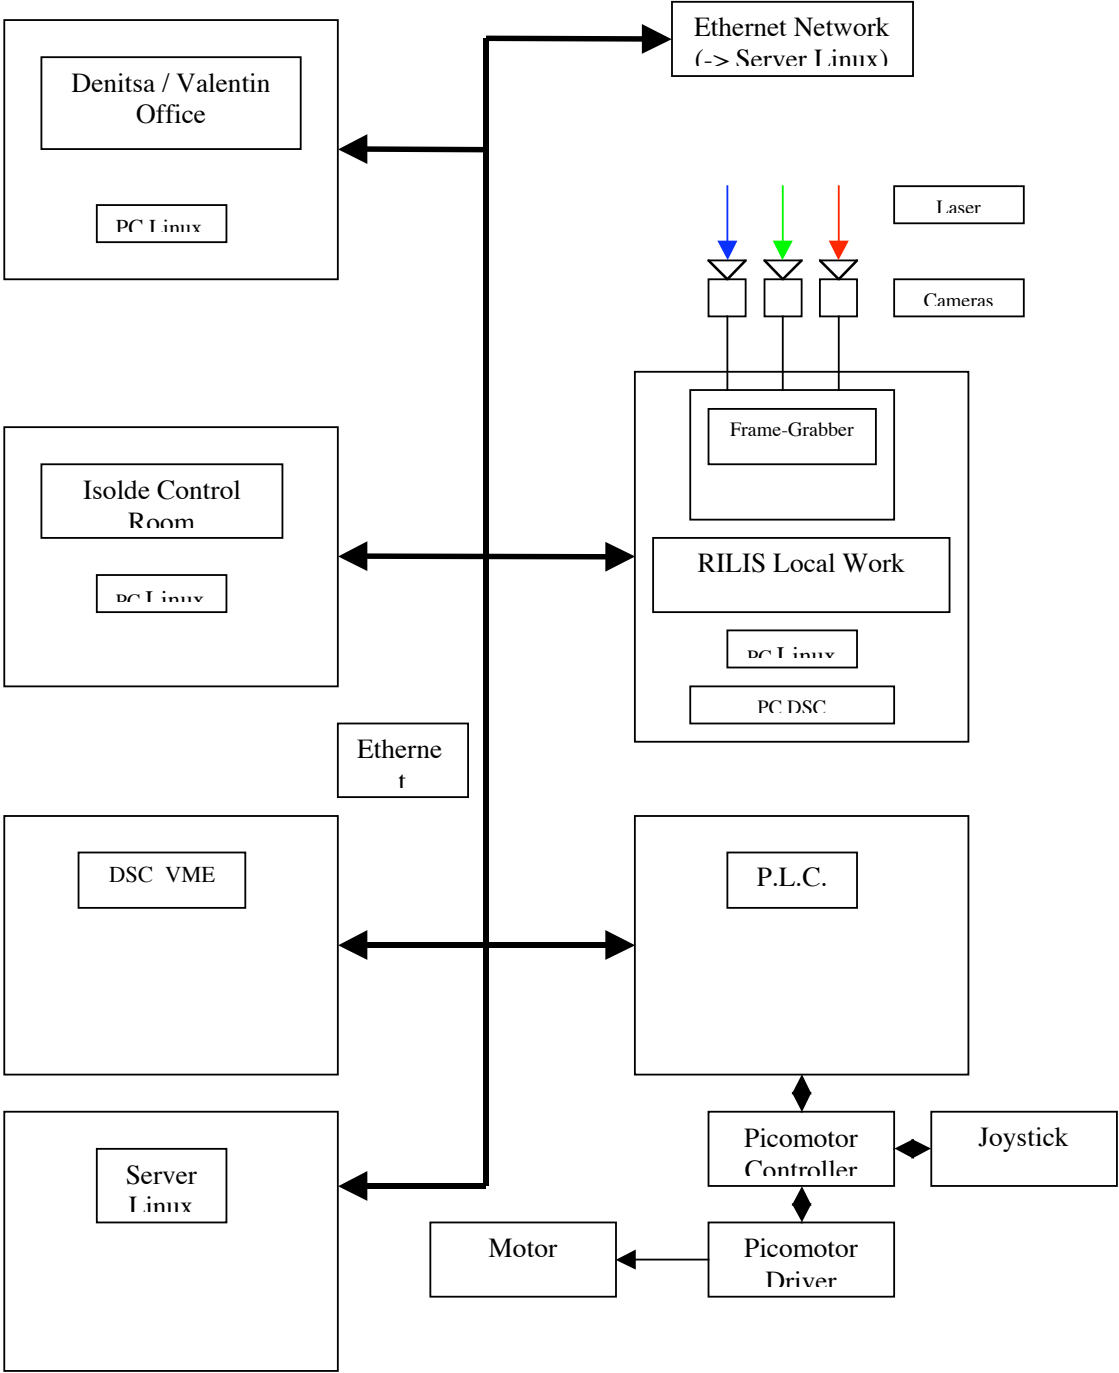 Ethernet Network
(-> Server Linux)
Denitsa / Valentin
Office
PC Linux
Laser
Cameras
Frame-Grabber
Isolde Control
Room
PC Linux
RILIS Local Work
PC Linux
PC DSC
Etherne
t
DSC VME
P.L.C.
Picomotor
Controller
Joystick
Server
Linux
Motor
Picomotor
Driver